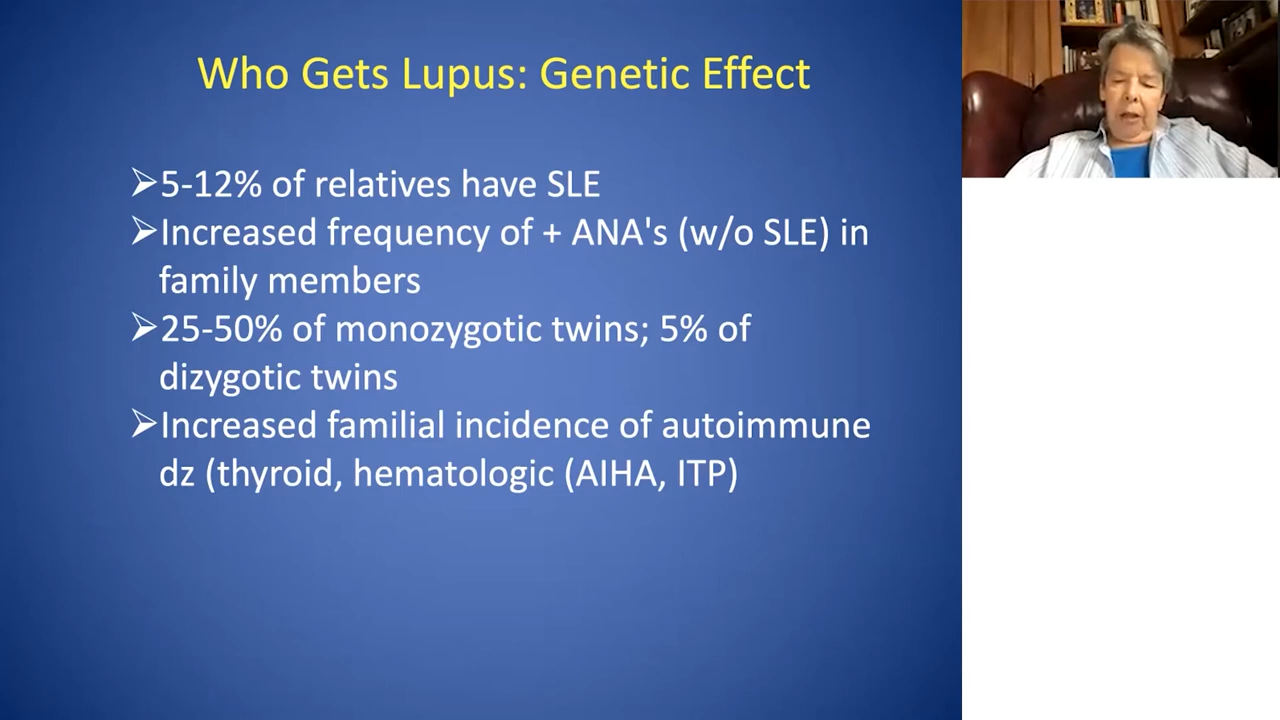 Who Gets Lupus: Genetic Effect
➢5-12% of relatives have SLE
➢Increased frequency of + ANA's (w/o SLE) in
family members
➢25-50% of monozygotic twins; 5% of
dizygotic twins
➢Increased familial incidence of autoimmune
dz (thyroid, hematologic (AIHA, ITP)